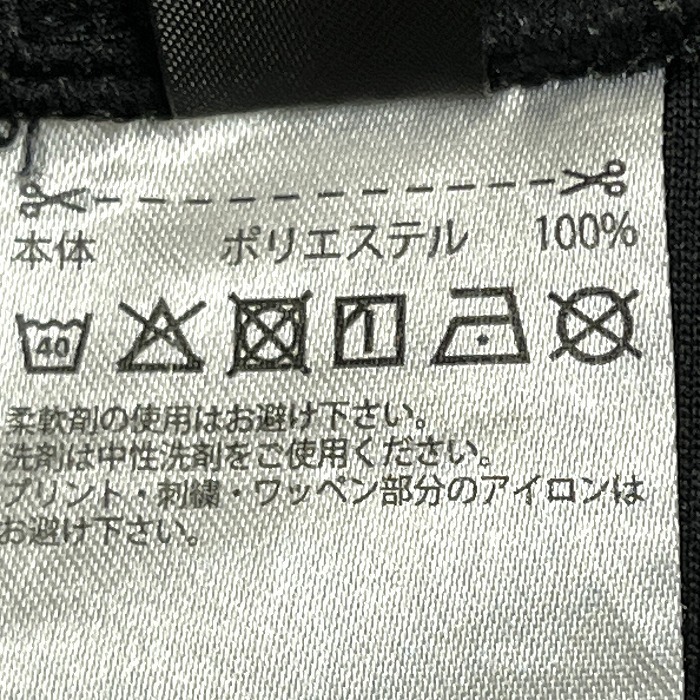 本体 ポリエステル 100%
40
柔軟剤の使用はお避け下さい。
洗剤は中性洗剤をご使用ください。
プリント・刺繍・ワッペン部分のアイロンは
お避け下さい。